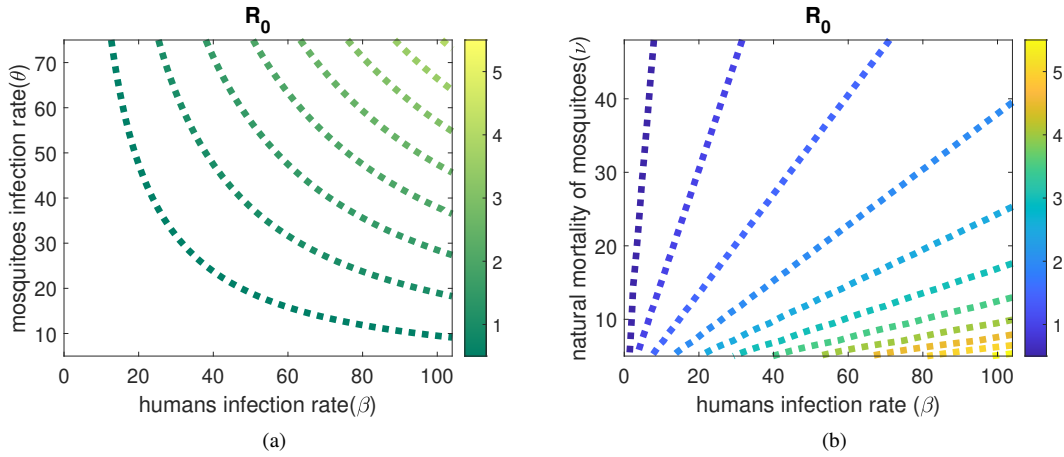 R_0
mosquitoes infection rate(θ)
70
60
50
40
30
20
10
0 20 40 60 80 100
humans infection rate(β)
5
4
3
2
1
(a)
R_0
natural mortality of mosquitoes(ν)
40
30
20
10
0 20 40 60 80 100
humans infection rate (β)
5
4
3
2
1
(b)